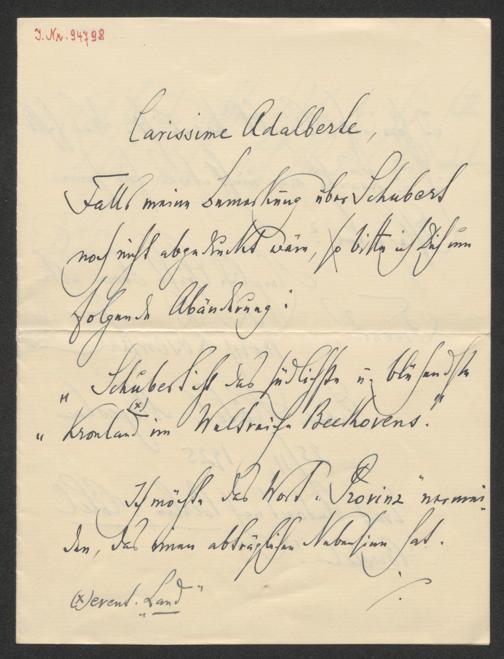 I.Nr. 94798
Carissime Adalberte,
Falls meine Bemerkung über Schubert
noch nicht abgedruckt wäre, so bitte ich Dich um
folgende Abänderung:
„Schubert ist das südlichste u. blühendste
„Kronland (x) im Weltreiche Beethovens."
Ich möchte das Wort „Provinz" vermei-
den, das einen abträglichen Nebensinn hat.
(x) event. „Land"